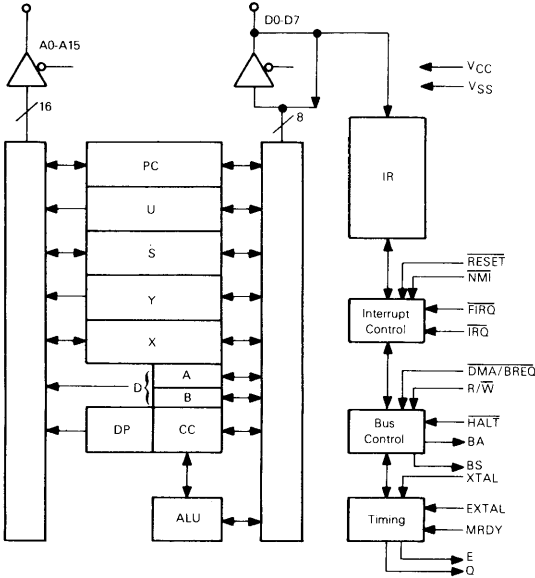 A0-A15
D0-D7
VCC
VSS
16
8
PC
IR
U
S
RESET
NMI
Y
FIRQ
Interrupt
Control
IRQ
X
A
D {
B
DMA/BREQ
R/W
DP
CC
Bus
Control
HALT
BA
BS
XTAL
ALU
Timing
EXTAL
MRDY
E
Q